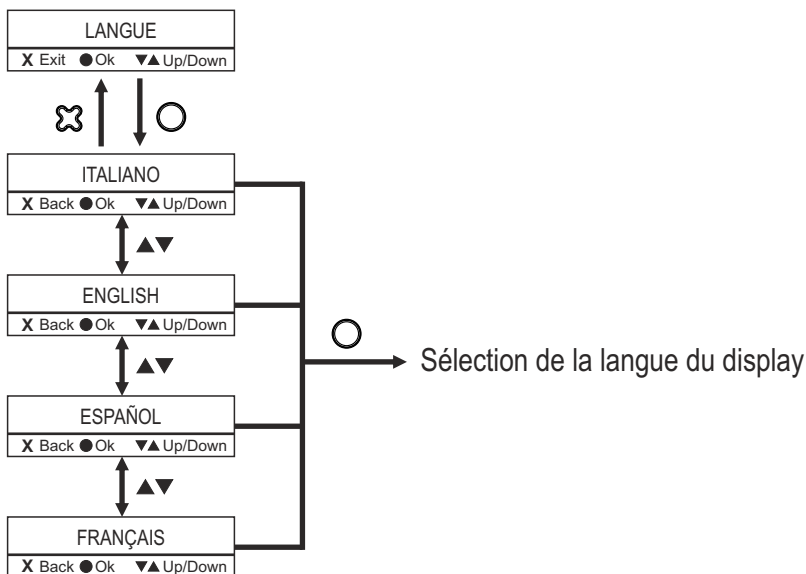 LANGUE
X Exit ●Ok ▼▲Up/Down
ITALIANO
X Back ●Ok ▼▲Up/Down
▲▼
ENGLISH
X Back ●Ok ▼▲Up/Down
▲▼
Sélection de la langue du display
ESPAÑOL
X Back ●Ok ▼▲Up/Down
▲▼
FRANÇAIS
X Back ●Ok ▼▲Up/Down